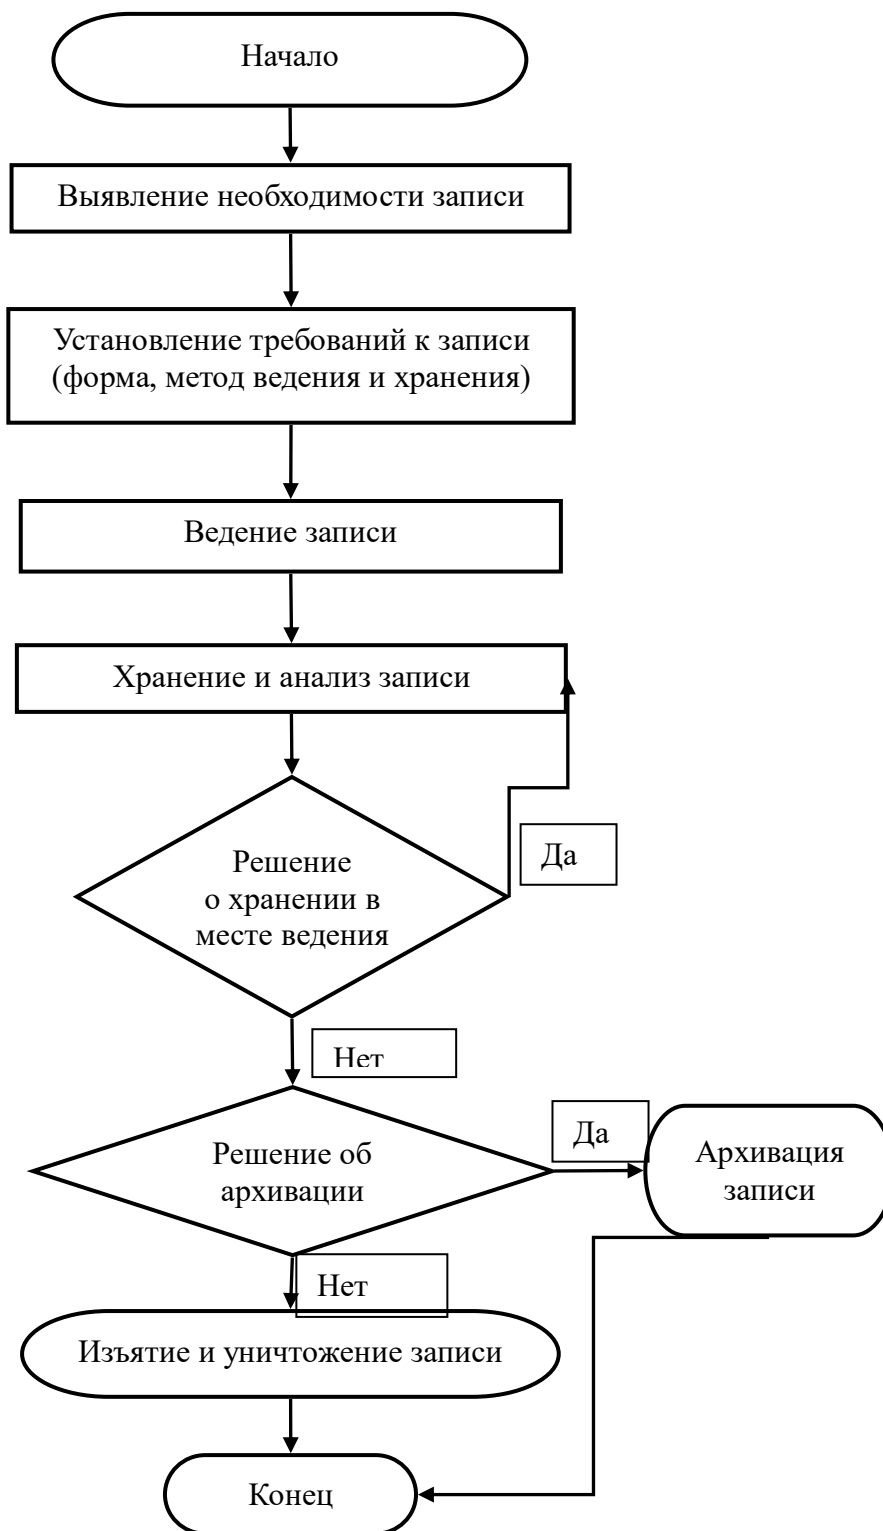 Начало
Выявление необходимости записи
Установление требований к записи
(форма, метод ведения и хранения)
Ведение записи
Хранение и анализ записи
Решение
о хранении в
месте ведения
Да
Нет
Решение об
архивации
Да
Архивация
записи
Нет
Изъятие и уничтожение записи
Конец